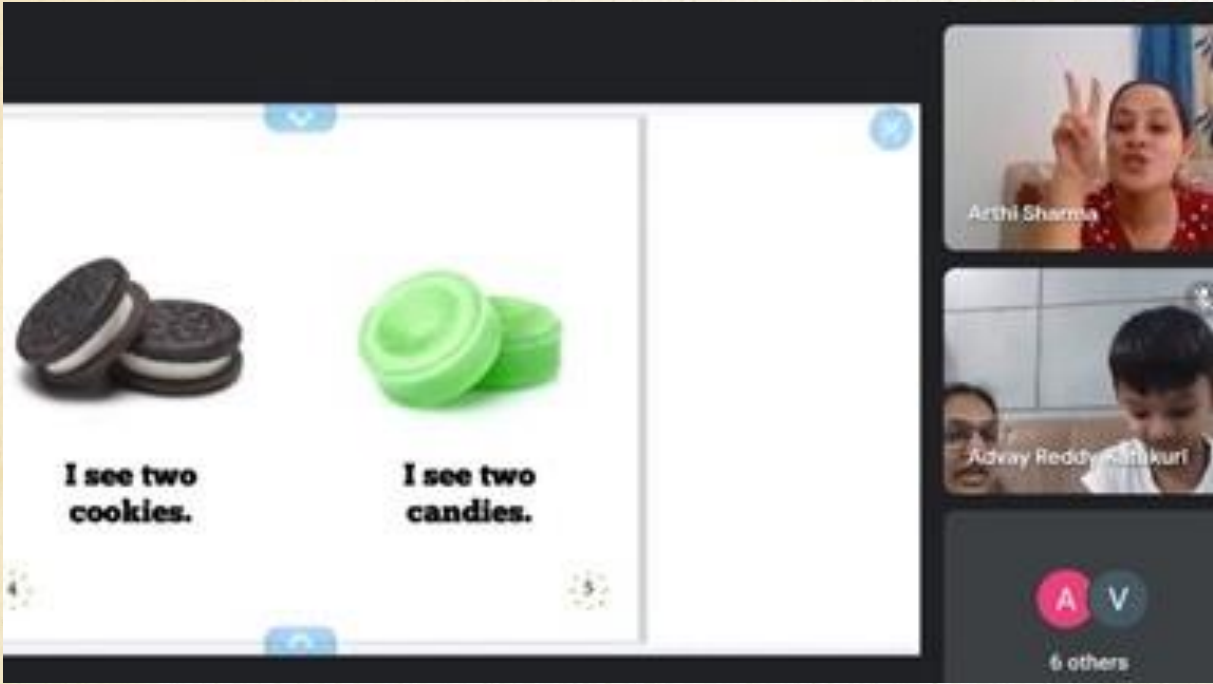 I see two
cookies.
I see two
candies.
4
5
Arthi Sharma
Advay Reddy
A V
6 others